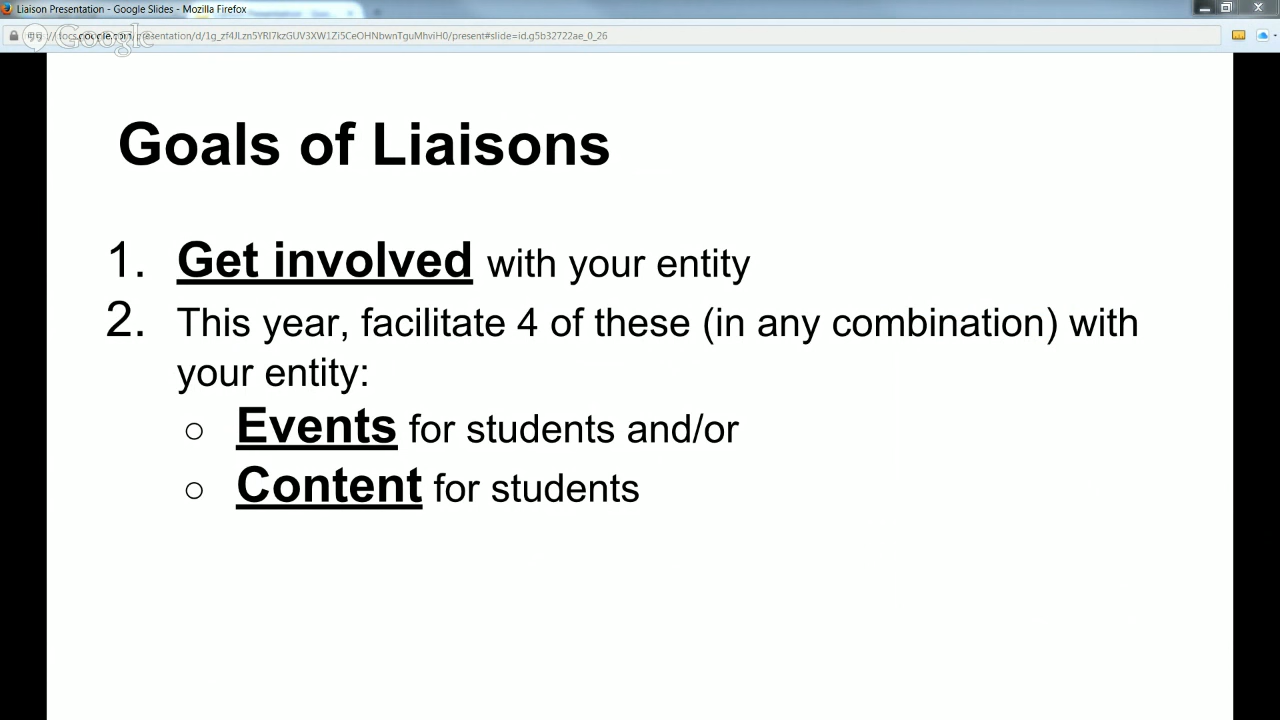 Liaison Presentation - Google Slides - Mozilla Firefox
Google
Goals of Liaisons
1. Get involved with your entity
2. This year, facilitate 4 of these (in any combination) with
your entity:
○ Events for students and/or
○ Content for students